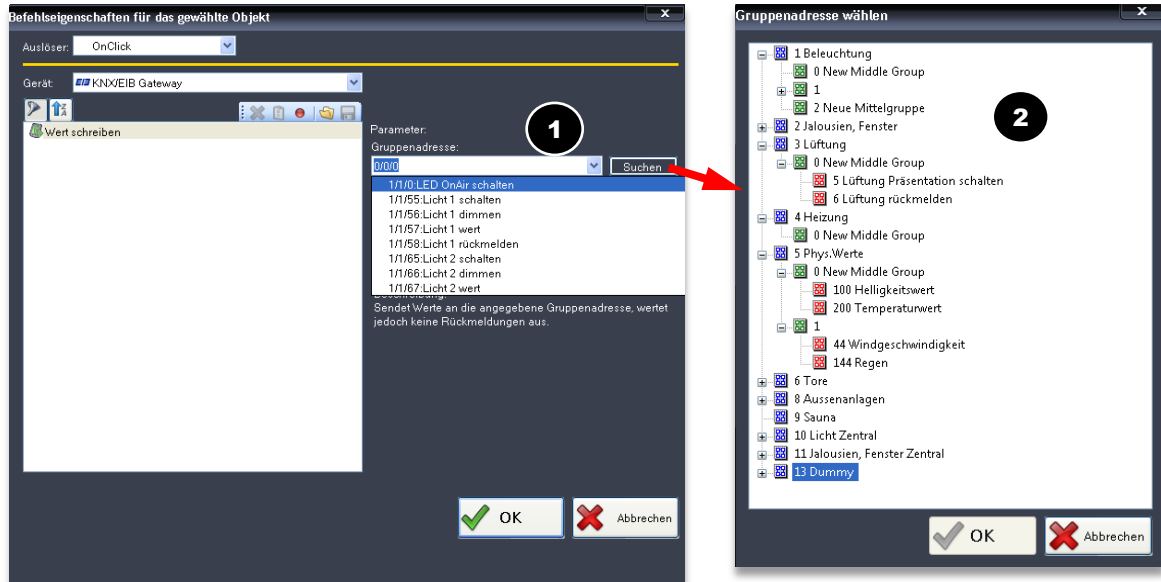 Befehlseigenschaften für das gewählte Objekt
x
Auslöser:
OnClick
Gerät:
EIB KNX/EIB Gateway
Wert schreiben
Parameter:
1
Gruppenadresse:
0/0/0
Suchen
1/1/0:LED OnAir schalten
1/1/55:Licht 1 schalten
1/1/56:Licht 1 dimmen
1/1/57:Licht 1 wert
1/1/58:Licht 1 rückmelden
1/1/65:Licht 2 schalten
1/1/66:Licht 2 dimmen
1/1/67:Licht 2 wert
Beschreibung:
Sendet Werte an die angegebene Gruppenadresse, wertet
jedoch keine Rückmeldungen aus.
OK
Abbrechen
Gruppenadresse wählen
x
2
1 Beleuchtung
0 New Middle Group
1
2 Neue Mittelgruppe
2 Jalousien, Fenster
3 Lüftung
0 New Middle Group
5 Lüftung Präsentation schalten
6 Lüftung rückmelden
4 Heizung
0 New Middle Group
5 Phys.Werte
0 New Middle Group
100 Helligkeitswert
200 Temperaturwert
1
44 Windgeschwindigkeit
144 Regen
6 Tore
8 Aussenanlagen
9 Sauna
10 Licht Zentral
11 Jalousien, Fenster Zentral
13 Dummy
OK
Abbrechen